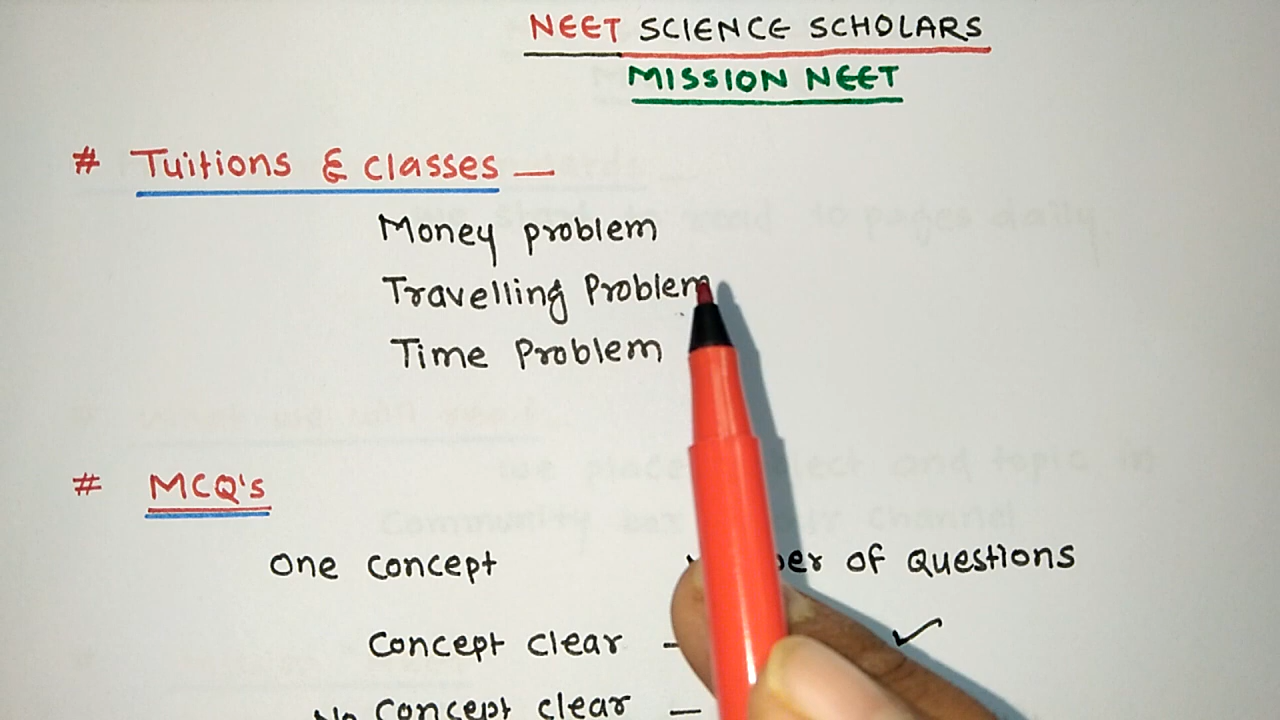 NEET SCIENCE SCHOLARS
MISSION NEET
# Tuitions & classes —
Money problem
Travelling Problem
Time Problem
# MCQ's
One concept of Questions
Concept clear – ✓
No concept clear —